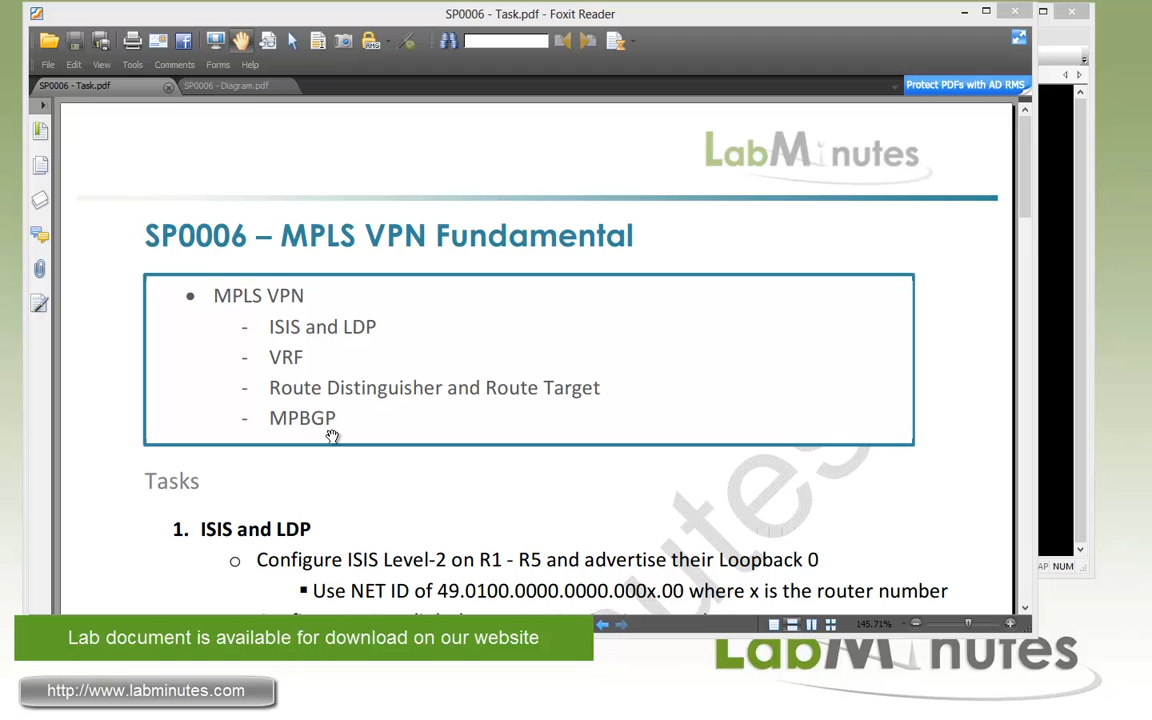 SP0006 - Task.pdf - Foxit Reader
File Edit View Tools Comments Forms Help
SP0006 - Task.pdf SP0006 - Diagram.pdf
Protect PDFs with AD RMS
LabMinutes
SP0006 – MPLS VPN Fundamental
• MPLS VPN
- ISIS and LDP
- VRF
- Route Distinguisher and Route Target
- MPBGP
Tasks
1. ISIS and LDP
o Configure ISIS Level-2 on R1 - R5 and advertise their Loopback 0
▪ Use NET ID of 49.0100.0000.0000.000x.00 where x is the router number
AP NUM
145.71%
Lab document is available for download on our website
LabMinutes
http://www.labminutes.com